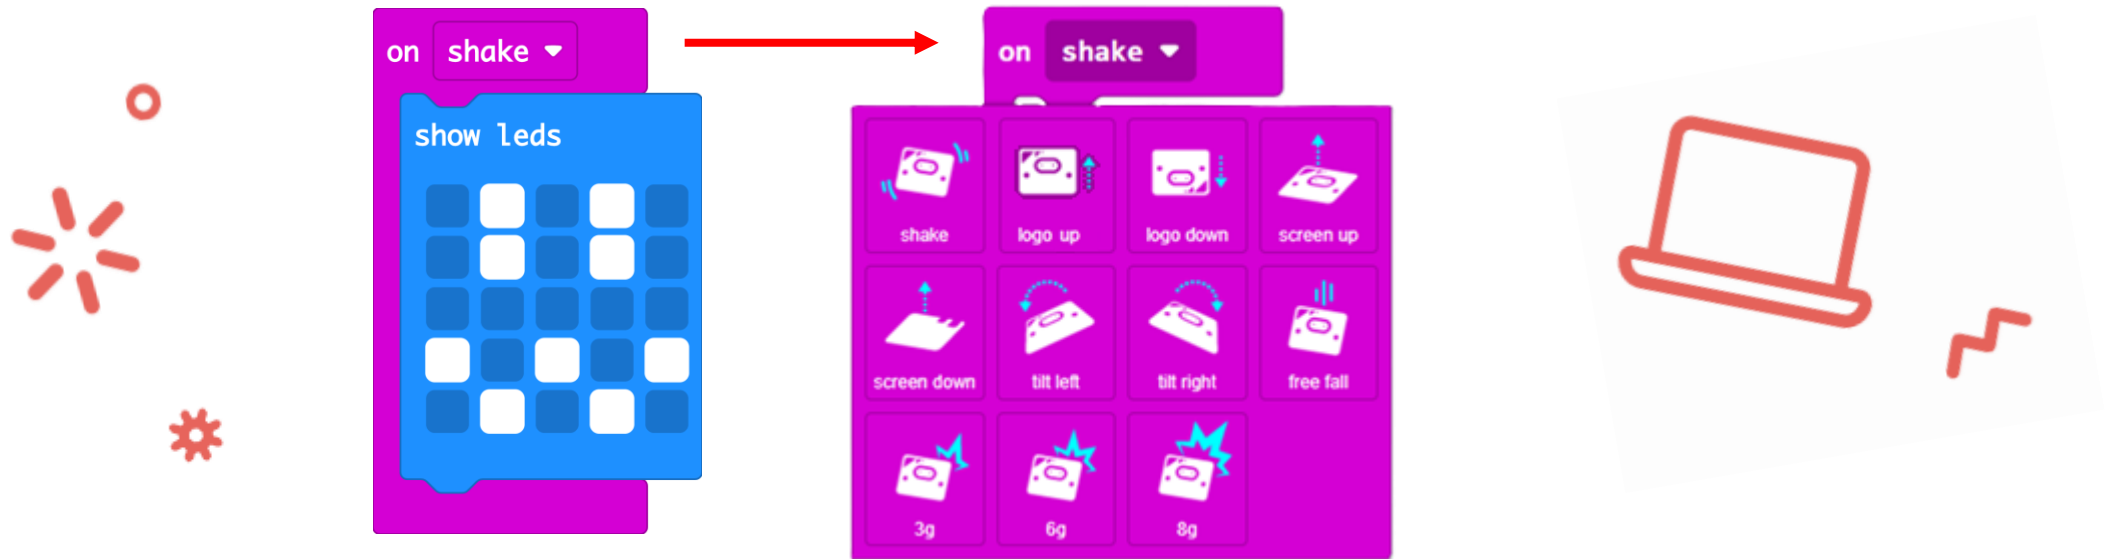 on shake
show leds
on shake
shake logo up logo down screen up
screen down tilt left tilt right free fall
3g 6g 8g